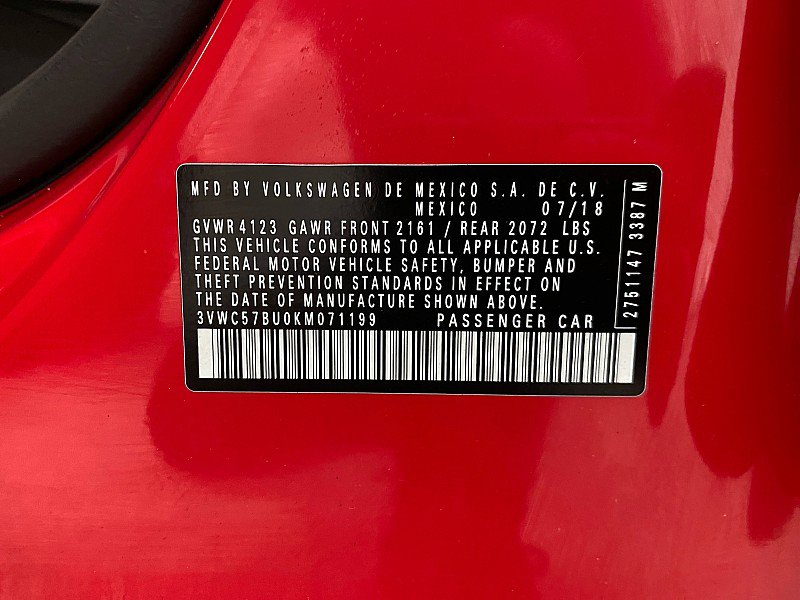 MFD BY VOLKSWAGEN DE MEXICO S.A. DE C.V.
MEXICO 07/18
GVWR 4123 GAWR FRONT 2161 / REAR 2072 LBS
THIS VEHICLE CONFORMS TO ALL APPLICABLE U.S.
FEDERAL MOTOR VEHICLE SAFETY, BUMPER AND
THEFT PREVENTION STANDARDS IN EFFECT ON
THE DATE OF MANUFACTURE SHOWN ABOVE.
3VWC57BU0KM071199 PASSENGER CAR
2751147 3387 M